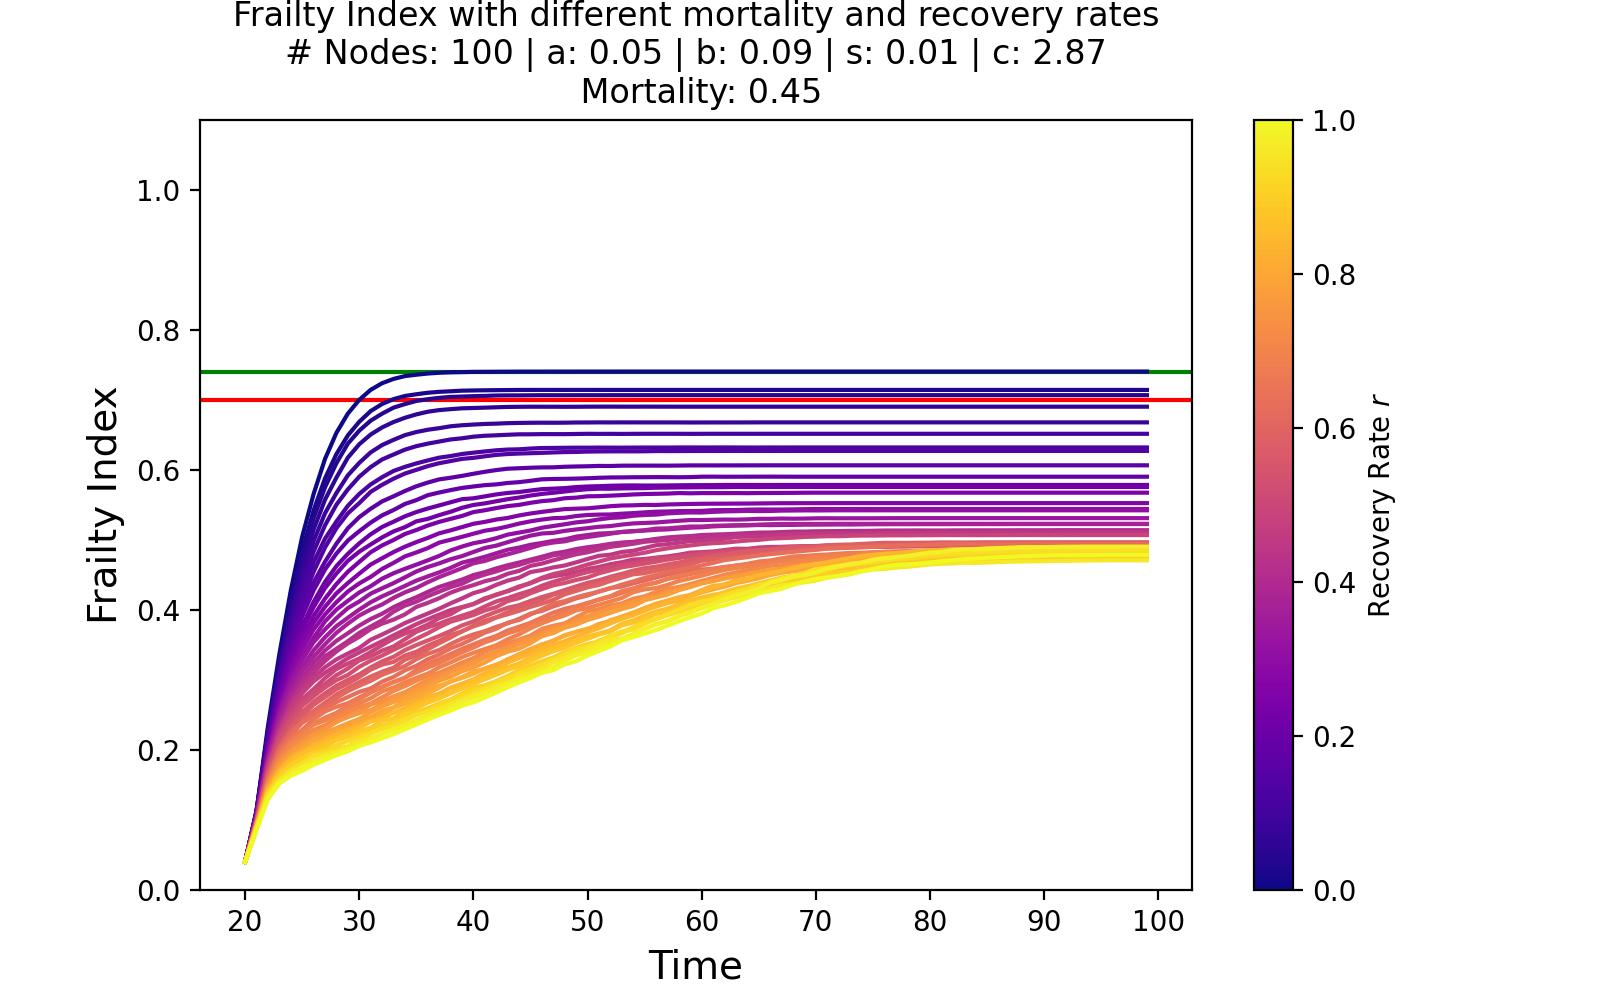 Frailty Index with different mortality and recovery rates
# Nodes: 100 | a: 0.05 | b: 0.09 | s: 0.01 | c: 2.87
Mortality: 0.45
Frailty Index
1.0
0.8
0.6
0.4
0.2
0.0
20 30 40 50 60 70 80 90 100
Time
1.0
0.8
0.6
0.4
0.2
0.0
Recovery Rate r